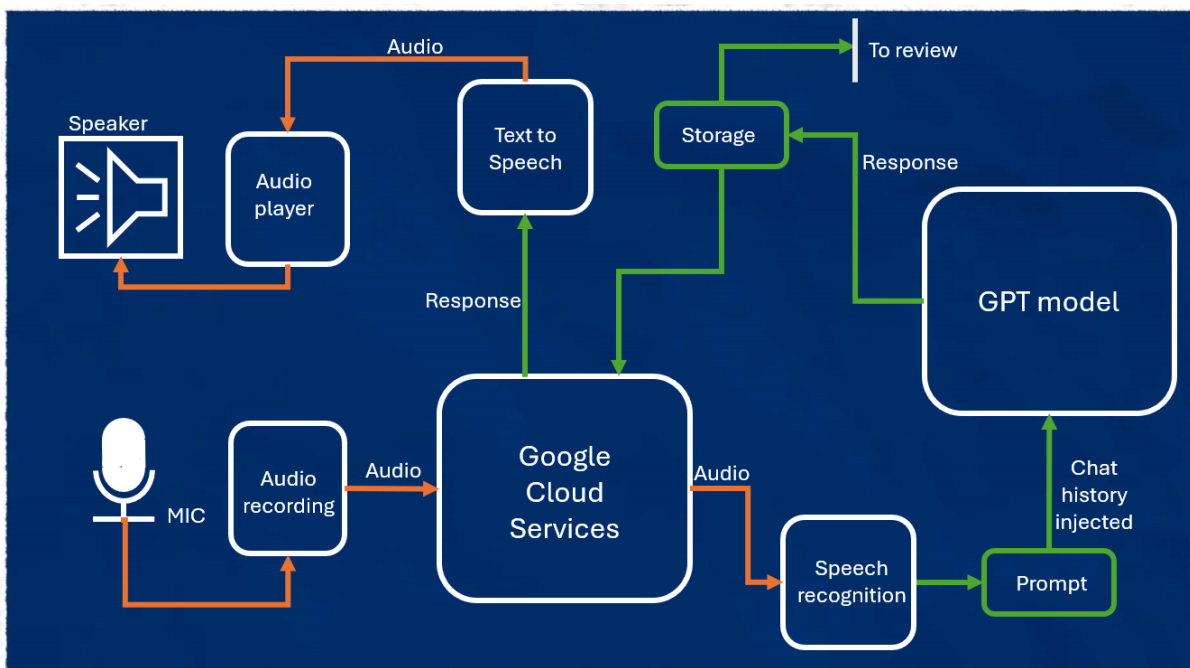 Audio
To review
Speaker
Text to
Speech
Storage
Response
Audio
player
GPT model
Response
Google
Cloud
Services
Audio
Audio
Chat
history
injected
Audio
recording
MIC
Speech
recognition
Prompt